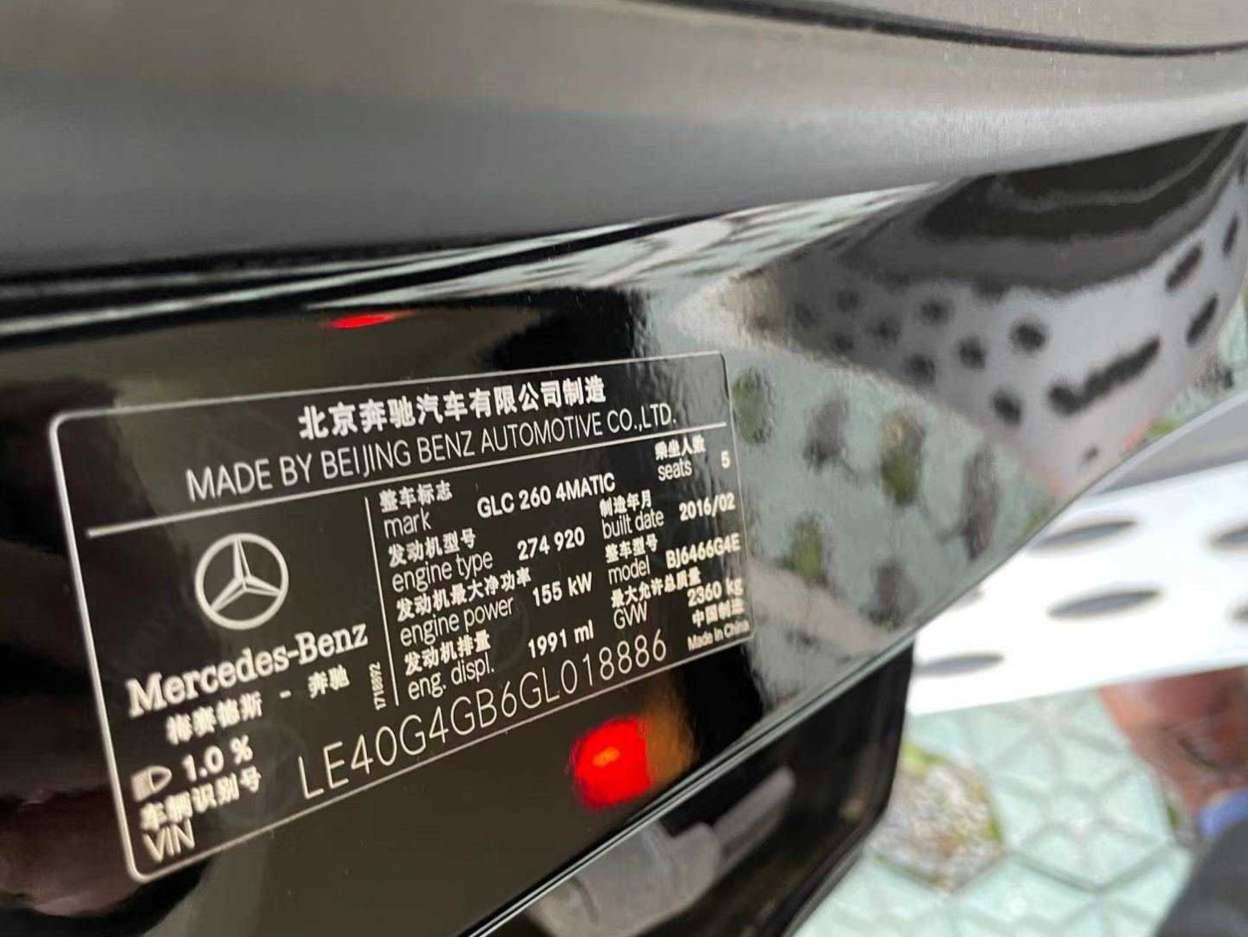 北京奔驰汽车有限公司制造
MADE BY BEIJING BENZ AUTOMOTIVE CO.,LTD.
Mercedes-Benz
梅赛德斯 - 奔驰
1.0 %
1718892
整车标志
mark GLC 260 4MATIC
乘坐人数
seats 5
发动机型号
engine type 274 920
制造年月
built date 2016/02
发动机最大净功率
engine power 155 kW
整车型号
model BJ6466G4E
发动机排量
eng. displ. 1991 ml
最大允许总质量
GVW 2360 kg
中国制造
Made in China
车辆识别号
VIN LE40G4GB6GL018886